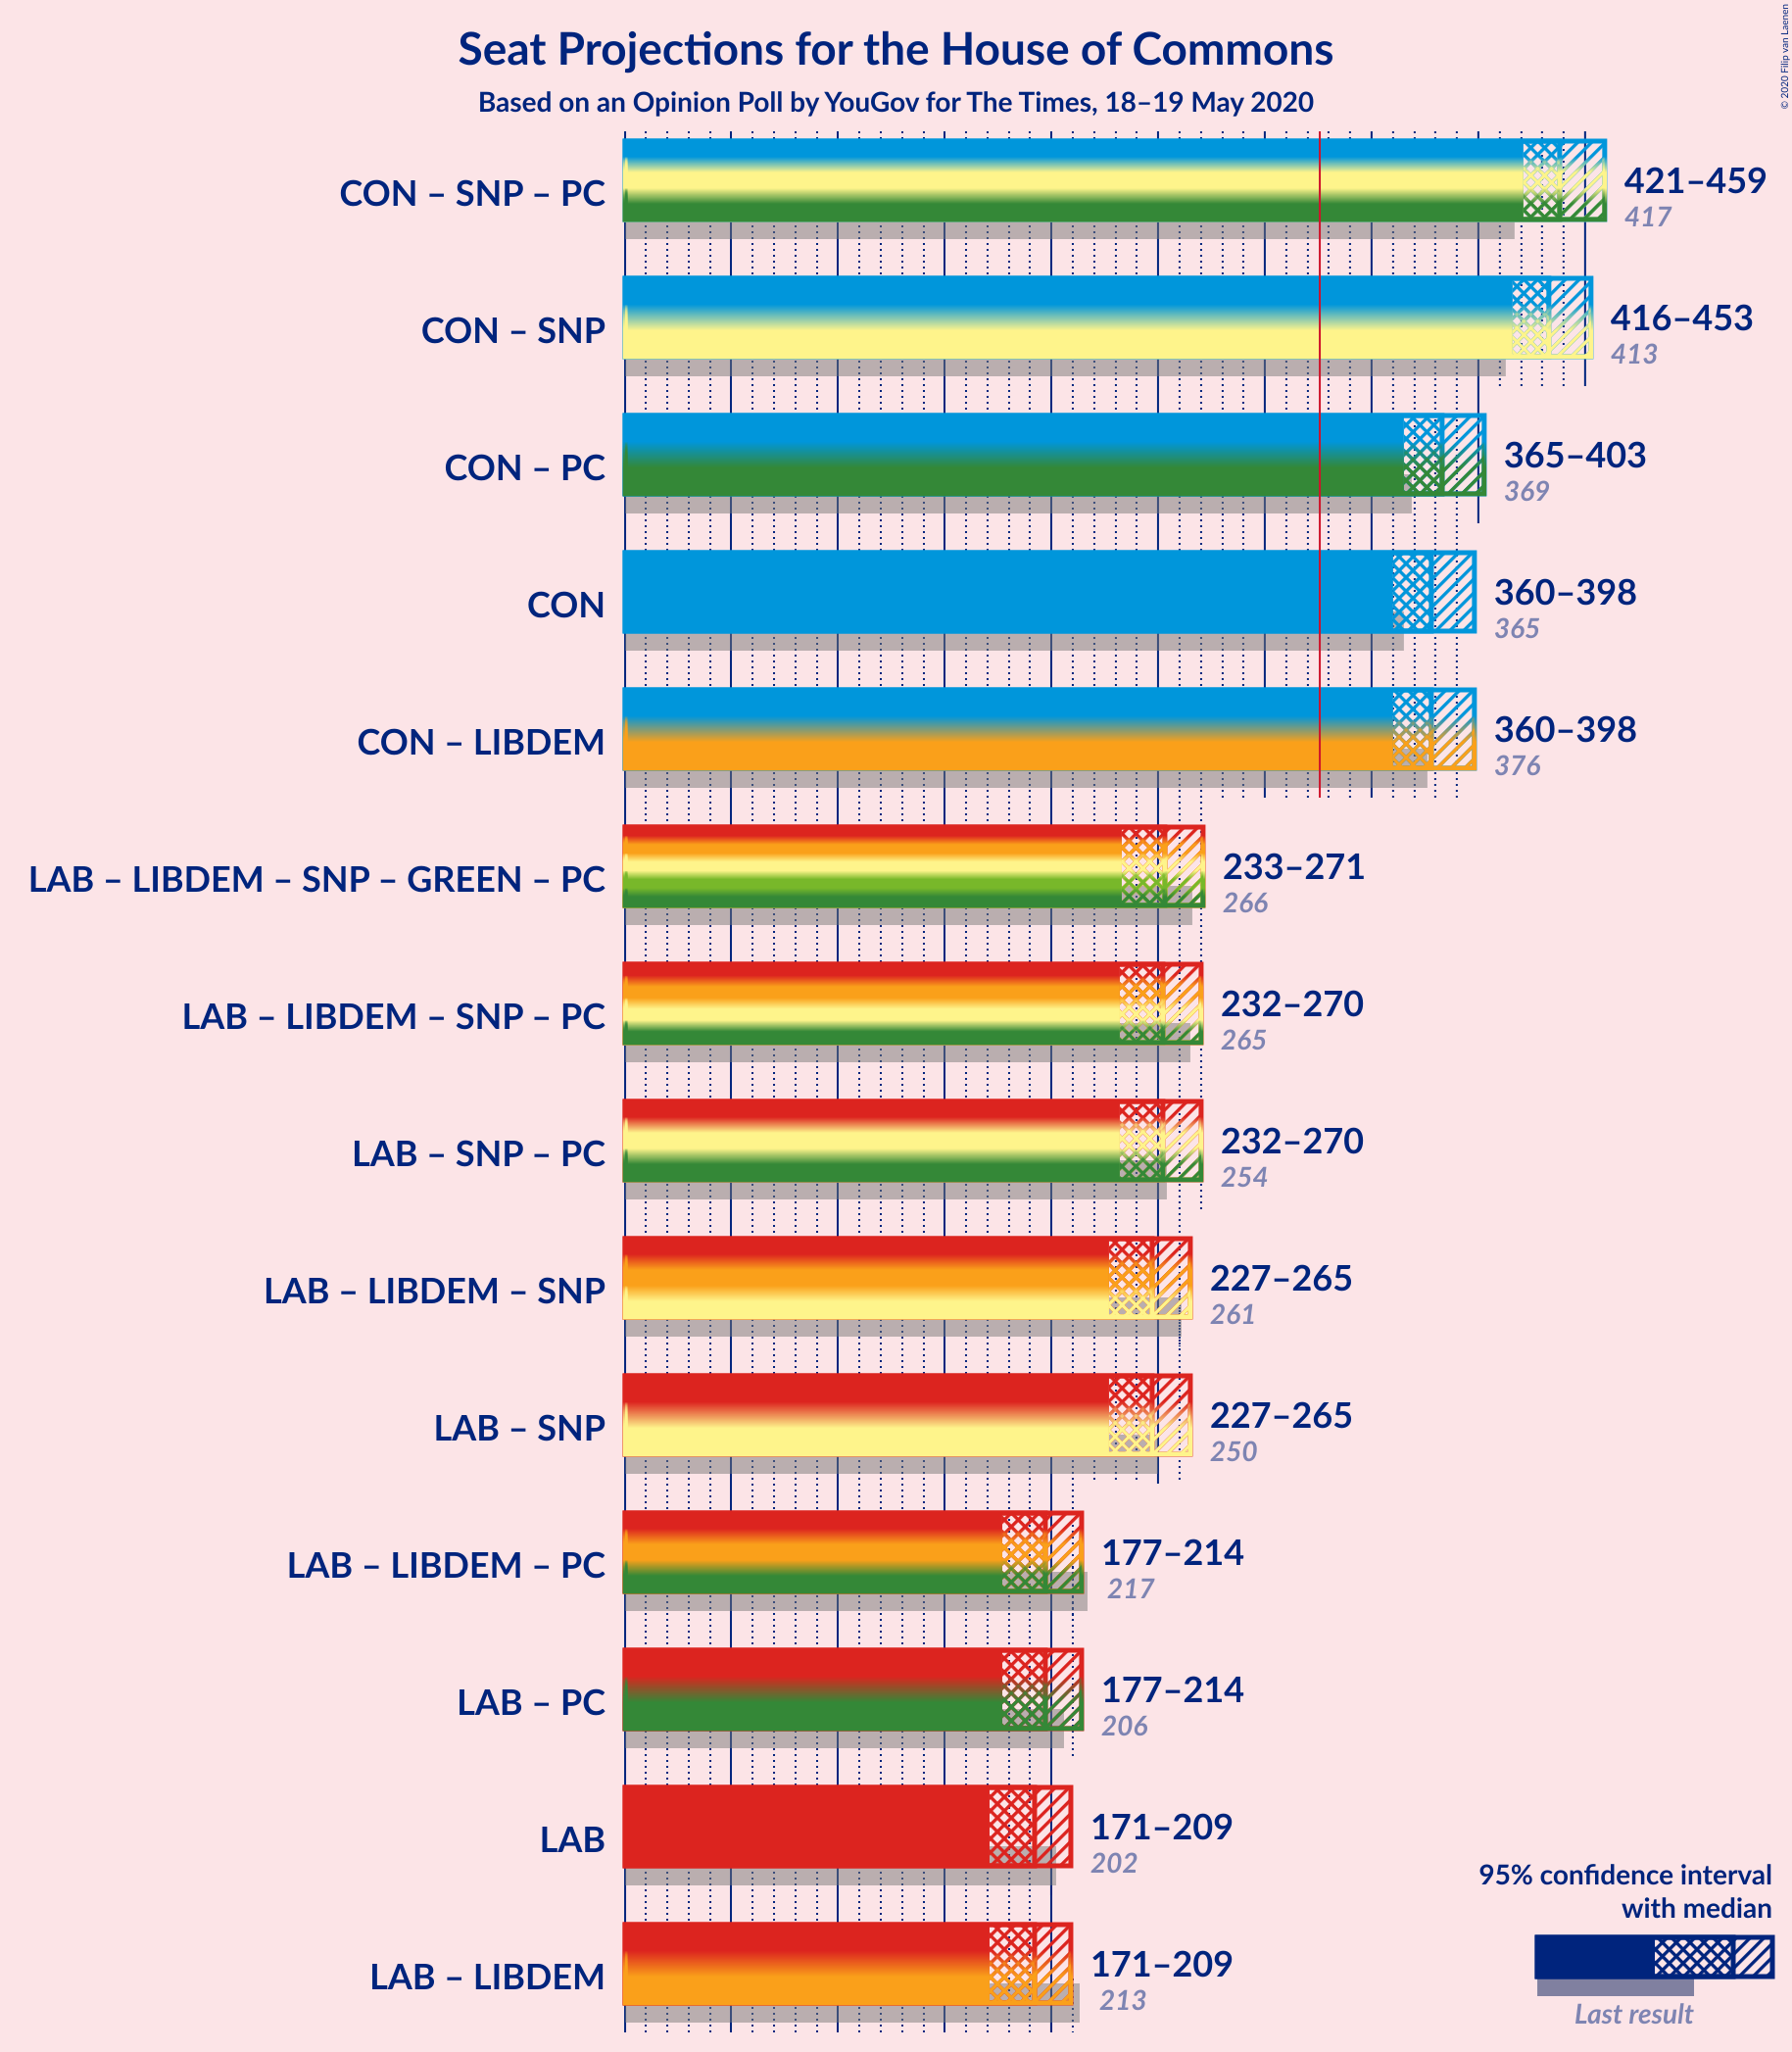 Seat Projections for the House of Commons
Based on an Opinion Poll by YouGov for The Times, 18–19 May 2020
© 2020 Filip van Laenen
CON – SNP – PC
421–459
417
CON – SNP
416–453
413
CON – PC
365–403
369
CON
360–398
365
CON – LIBDEM
360–398
376
LAB – LIBDEM – SNP – GREEN – PC
233–271
266
LAB – LIBDEM – SNP – PC
232–270
265
LAB – SNP – PC
232–270
254
LAB – LIBDEM – SNP
227–265
261
LAB – SNP
227–265
250
LAB – LIBDEM – PC
177–214
217
LAB – PC
177–214
206
LAB
171–209
202
LAB – LIBDEM
171–209
213
95% confidence interval
with median
Last result